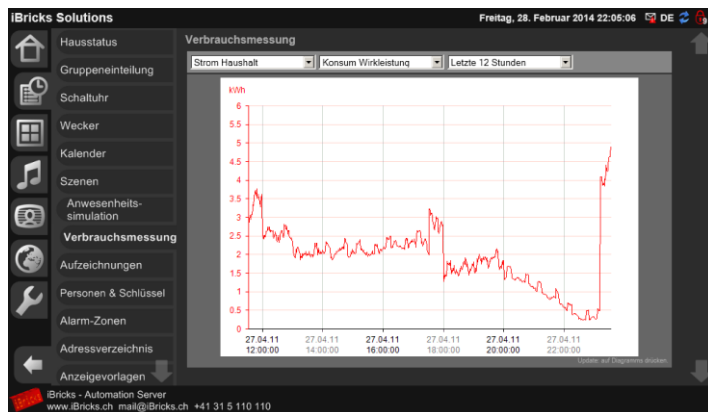 iBricks Solutions
Freitag, 28. Februar 2014 22:05:06 DE 9
Hausstatus
Gruppeneinteilung
Schaltuhr
Wecker
Kalender
Szenen
Anwesenheits-
simulation
Verbrauchsmessung
Aufzeichnungen
Personen & Schlüssel
Alarm-Zonen
Adressverzeichnis
Anzeigevorlagen
Verbrauchsmessung
Strom Haushalt Konsum Wirkleistung Letzte 12 Stunden
kWh
6
5.5
5
4.5
4
3.5
3
2.5
2
1.5
1
0.5
0
27.04.11 27.04.11 27.04.11 27.04.11 27.04.11 27.04.11
12:00:00 14:00:00 16:00:00 18:00:00 20:00:00 22:00:00
Update: auf Diagramm drücken.
iBricks - Automation Server
www.iBricks.ch mail@iBricks.ch +41 31 5 110 110